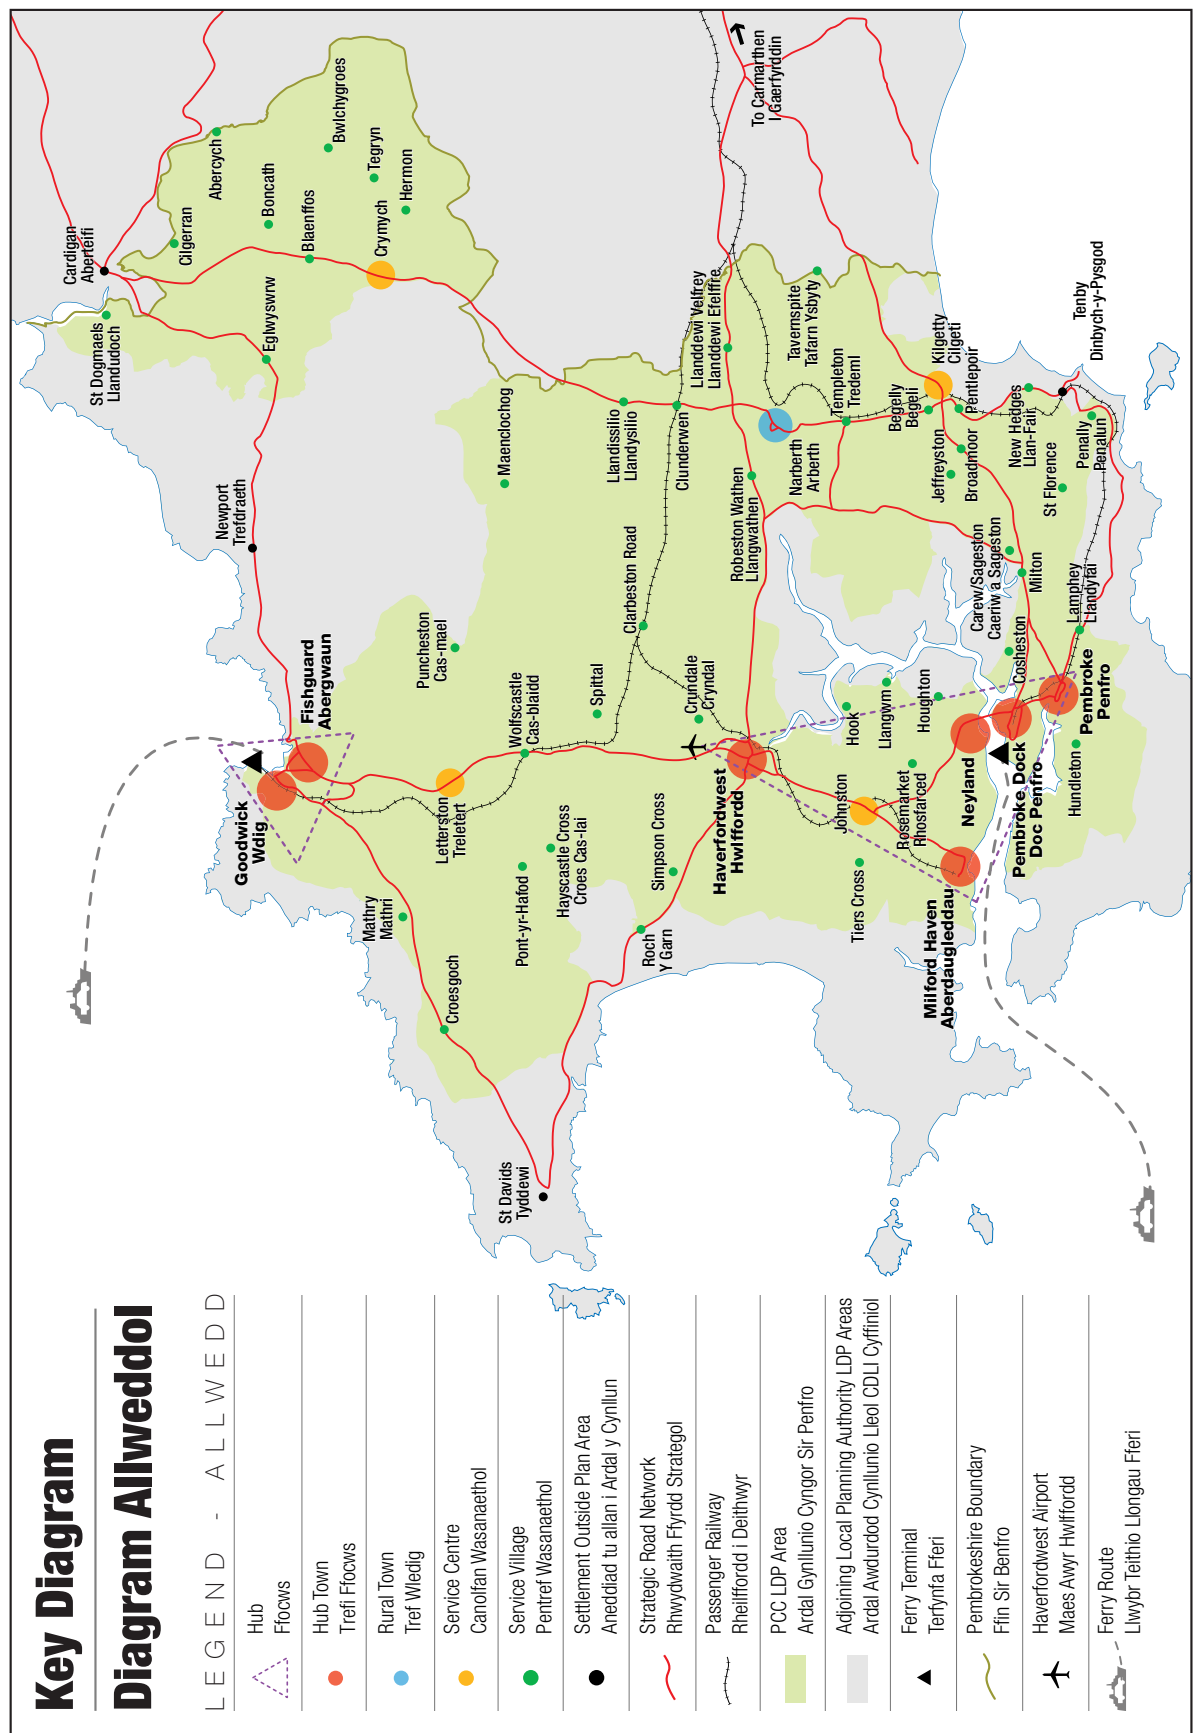 Key Diagram
Diagram Allweddol
LEGEND - ALLWEDD
Hub
Ffocws
Hub Town
Trefi Ffocws
Rural Town
Tref Wledig
Service Centre
Canolfan Wasanaethol
Service Village
Pentref Wasanaethol
Settlement Outside Plan Area
Anediad tu allan i Ardal y Cynllun
Strategic Road Network
Rhwydwaith Ffyrdd Strategol
Passenger Railway
Rheilffordd i Deithwyr
PCC LDP Area
Ardal Gynllunio Cyngor Sir Penfro
Adjoining Local Planning Authority LDP Areas
Ardal Awdurdod Cynllunio Lleol CDLI Cyffiniol
Ferry Terminal
Terfynfa Fferi
Pembrokeshire Boundary
Ffin Sir Benfro
Haverfordwest Airport
Maes Awyr Hwlffordd
Ferry Route
Llwybr Teithio Llongau Fferi
Cardigan
Aberteifi
St Dogmaels
Llandudoch
Cilgerran
Abercych
Boncath
Bwlchygroes
Blaenffos
Tegryn
Hermon
Crymych
Eglwyswrw
Newport
Trefdraeth
Fishguard
Abergwaun
Goodwick
Wdig
Mathry
Mathri
Croesgoch
St Davids
Tyddewi
Letterston
Treletert
Puncheston
Cas-mael
Maenclochog
Wolfscastle
Cas-blaidd
Hayscastle Cross
Croes Cas-lai
Pont-yr-Hafod
Spittal
Clarbeston Road
Llandissilio
Llandysilio
Clunderwen
Llanddewi Velfrey
Llanddewi Efelffre
To Carmarthen
I Gaerfyrddin
Roch
Y Garn
Simpson Cross
Crundale
Cryndal
Haverfordwest
Hwlffordd
Robeston Wathen
Llangwathen
Narberth
Arberth
Tavernspite
Tafarn Ysbyty
Templeton
Tredeml
Tiers Cross
Johnston
Hook
Llangwm
Houghton
Rosemarket
Rhosfarced
Begelly
Begeli
Kilgetty
Cilgeti
Pentlepoir
Jeffreyston
Broadmoor
Milford Haven
Aberdaugleddau
Neyland
Pembroke Dock
Doc Penfro
Carew/Sageston
Caeriw a Sageston
Cosheston
Milton
New Hedges
Llan-Fair
St Florence
Tenby
Dinbych-y-Pysgod
Penally
Penalun
Lamphey
Llandyfai
Pembroke
Penfro
Hundleton